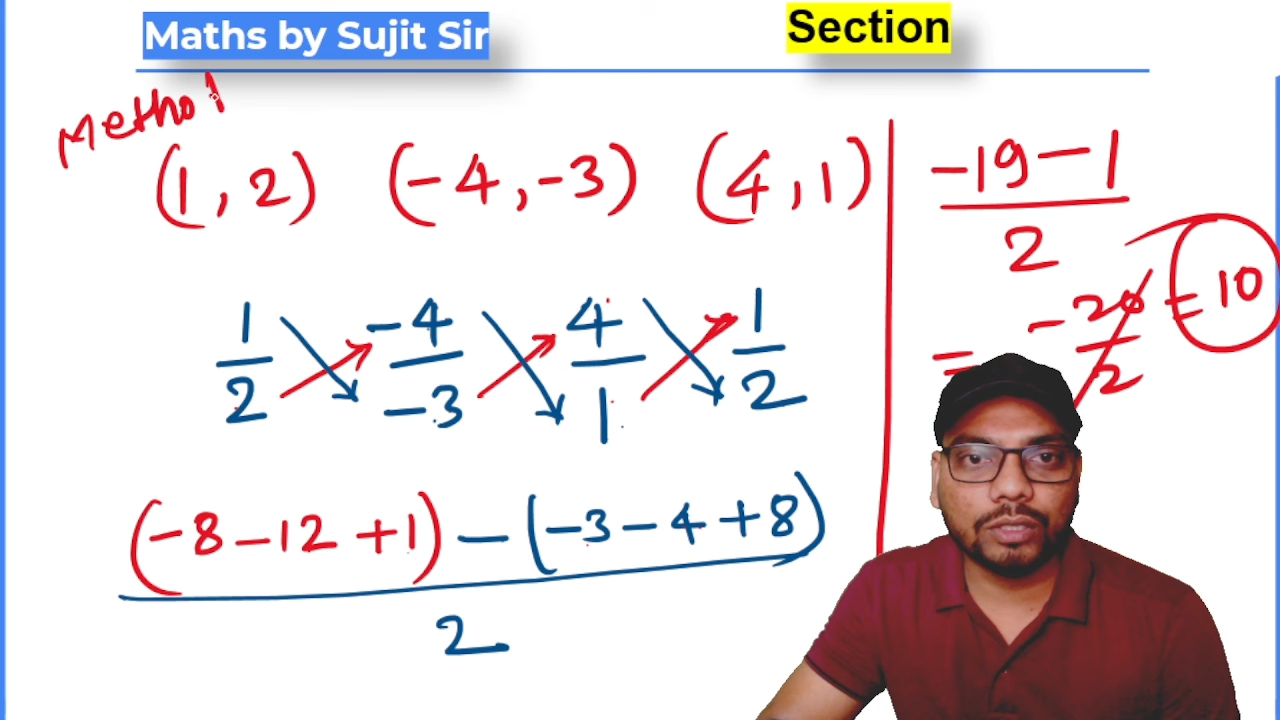 Maths by Sujit Sir
Section
Method
(1, 2) (-4, -3) (4, 1)
1/2 -4/-3 4/1 1/2
(-8 - 12 + 1) - (-3 - 4 + 8)
2
-19 - 1
2
= - 20/2 = 10